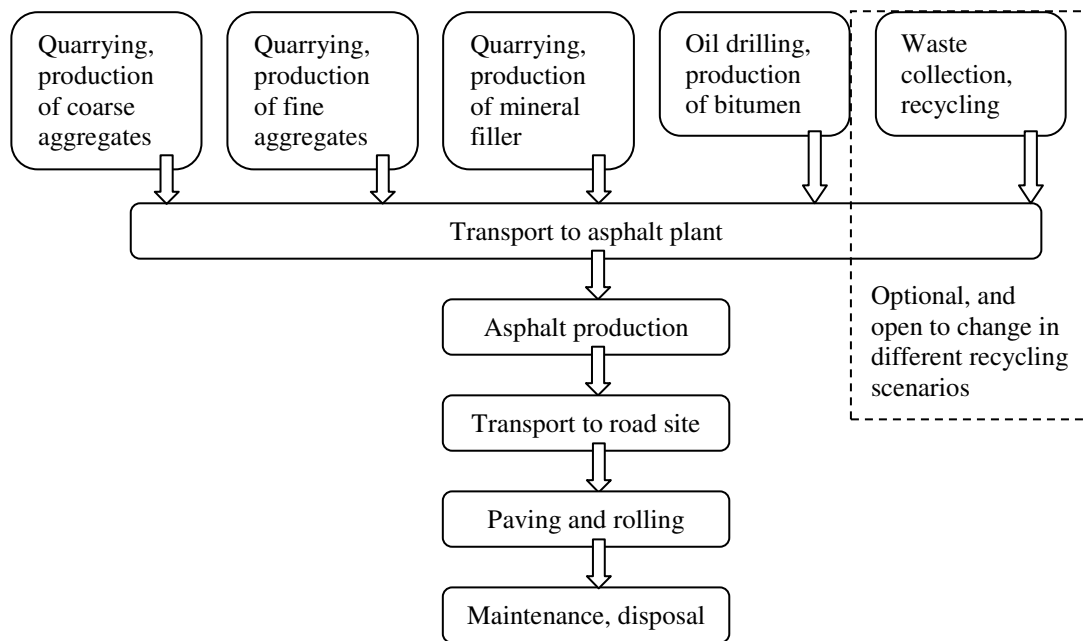 Quarrying,
production
of coarse
aggregates
Quarrying,
production
of fine
aggregates
Quarrying,
production
of mineral
filler
Oil drilling,
production
of bitumen
Waste
collection,
recycling
Transport to asphalt plant
Optional, and
open to change in
different recycling
scenarios
Asphalt production
Transport to road site
Paving and rolling
Maintenance, disposal